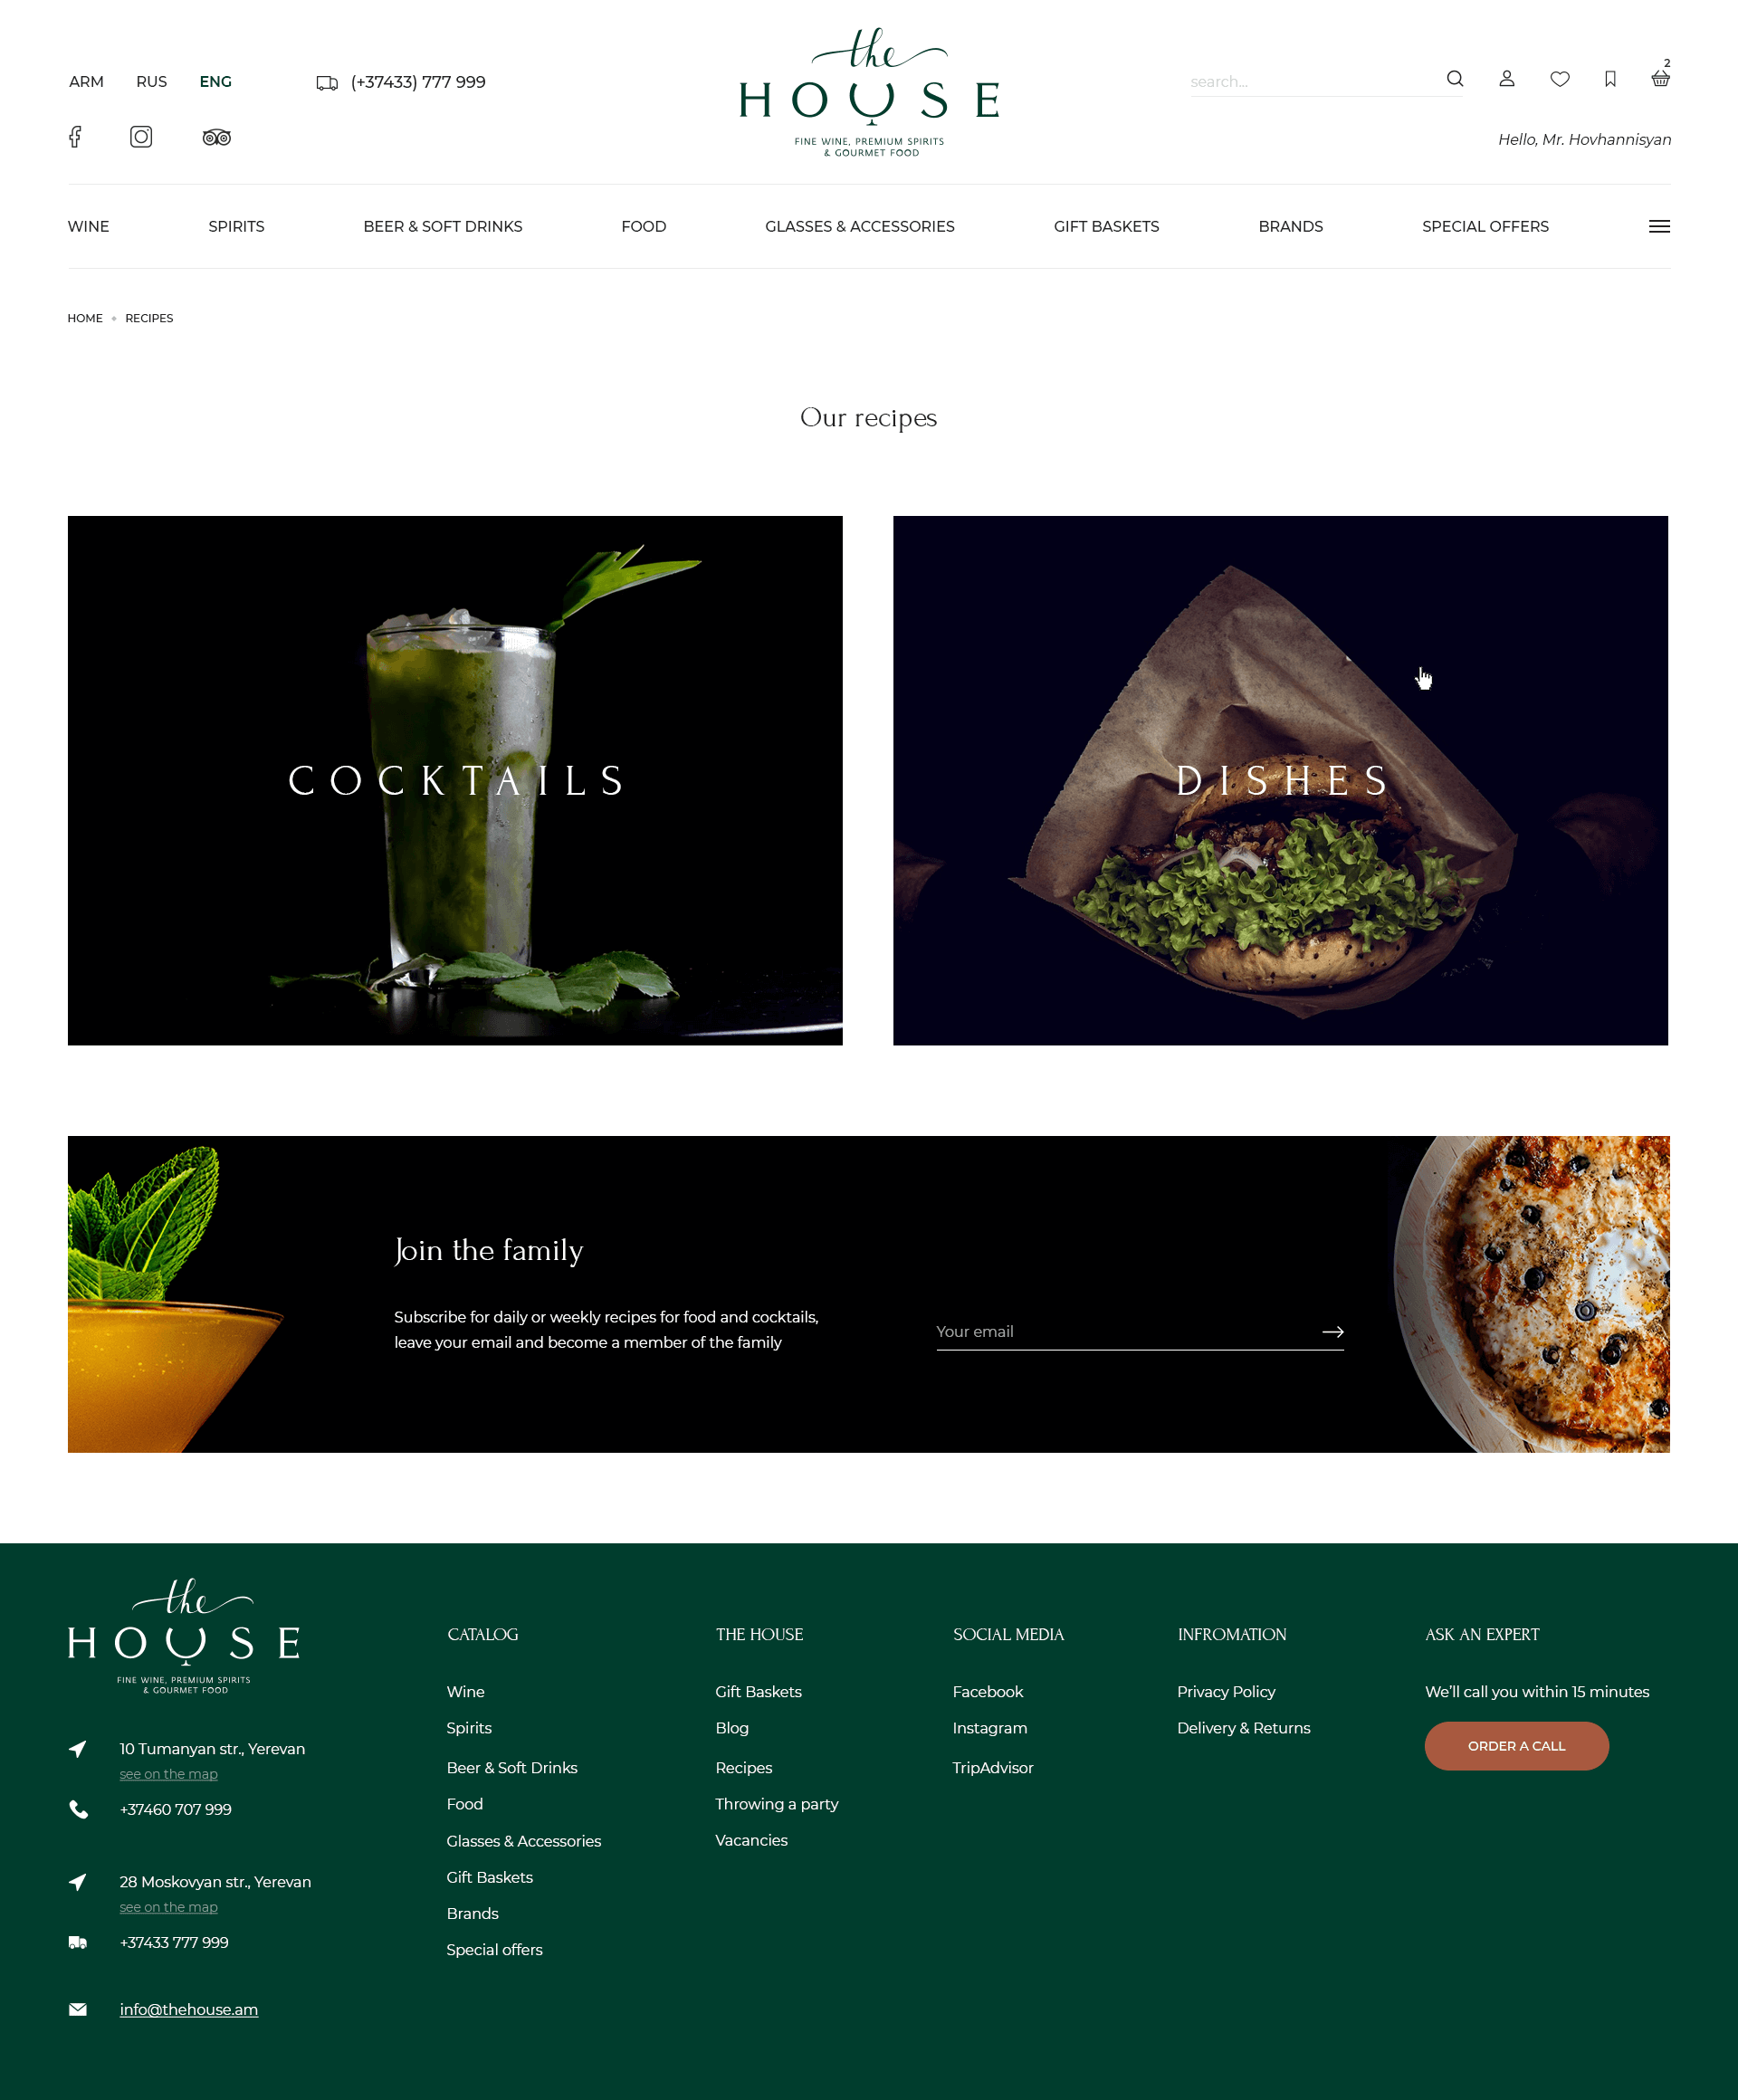 ARM RUS ENG
(+37433) 777 999
the
HOUSE
FINE WINE, PREMIUM SPIRITS
& GOURMET FOOD
search...
2
Hello, Mr. Hovhannisyan
WINE SPIRITS BEER & SOFT DRINKS FOOD GLASSES & ACCESSORIES GIFT BASKETS BRANDS SPECIAL OFFERS
HOME RECIPES
Our recipes
COCKTAILS
DISHES
Join the family
Subscribe for daily or weekly recipes for food and cocktails,
leave your email and become a member of the family
Your email
the
HOUSE
FINE WINE, PREMIUM SPIRITS
& GOURMET FOOD
10 Tumanyan str., Yerevan
see on the map
+37460 707 999
28 Moskovyan str., Yerevan
see on the map
+37433 777 999
info@thehouse.am
CATALOG
Wine
Spirits
Beer & Soft Drinks
Food
Glasses & Accessories
Gift Baskets
Brands
Special offers
THE HOUSE
Gift Baskets
Blog
Recipes
Throwing a party
Vacancies
SOCIAL MEDIA
Facebook
Instagram
TripAdvisor
INFROMATION
Privacy Policy
Delivery & Returns
ASK AN EXPERT
We’ll call you within 15 minutes
ORDER A CALL